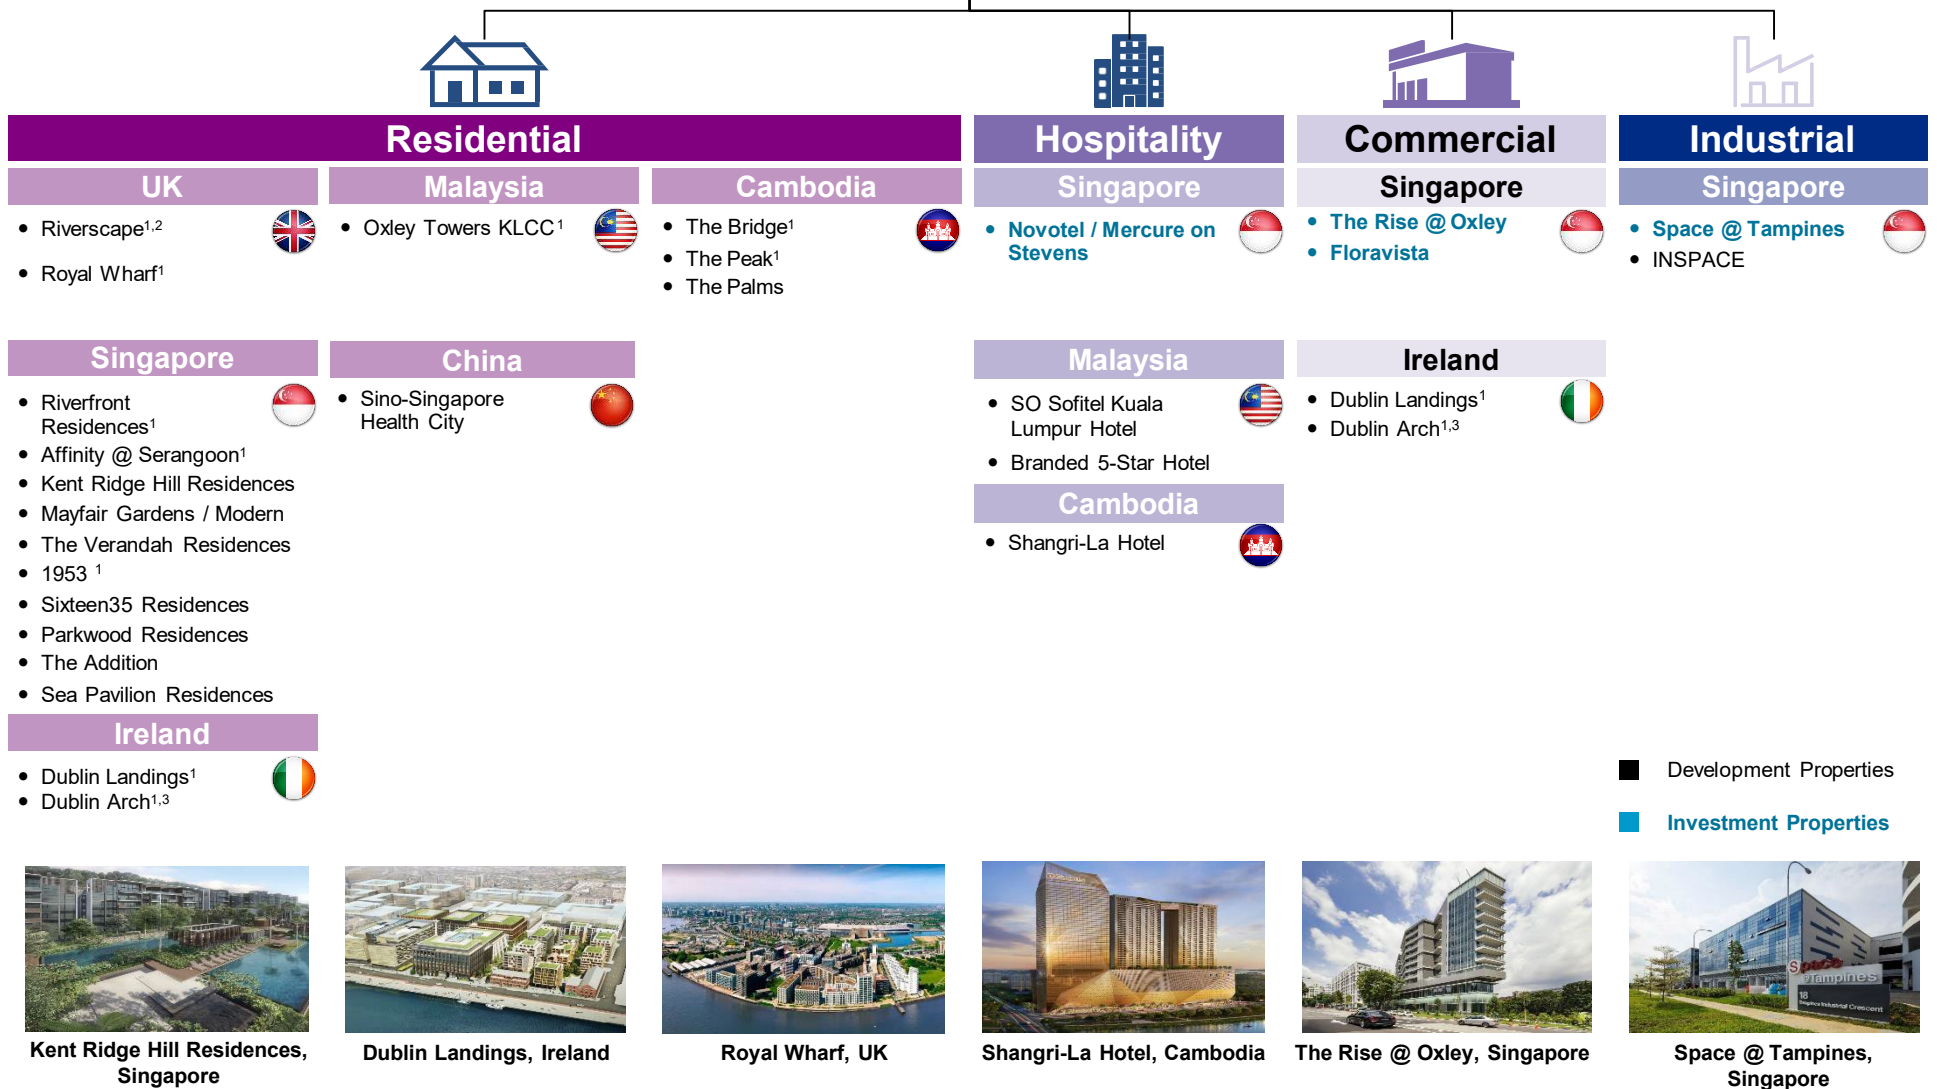 Residential
Hospitality
Commercial
Industrial
UK
• Riverscape1,2
• Royal Wharf1
Malaysia
• Oxley Towers KLCC1
Cambodia
• The Bridge1
• The Peak1
• The Palms
Singapore
• Novotel / Mercure on
Stevens
Singapore
• The Rise @ Oxley
• Floravista
Singapore
• Space @ Tampines
• INSPACE
Singapore
• Riverfront
Residences1
• Affinity @ Serangoon1
• Kent Ridge Hill Residences
• Mayfair Gardens / Modern
• The Verandah Residences
• 1953 1
• Sixteen35 Residences
• Parkwood Residences
• The Addition
• Sea Pavilion Residences
China
• Sino-Singapore
Health City
Malaysia
• SO Sofitel Kuala
Lumpur Hotel
• Branded 5-Star Hotel
Cambodia
• Shangri-La Hotel
Ireland
• Dublin Landings1
• Dublin Arch1,3
Ireland
• Dublin Landings1
• Dublin Arch1,3
Development Properties
Investment Properties
Space
@Tampines
18
Tampines Industrial Crescent
Kent Ridge Hill Residences,
Singapore
Dublin Landings, Ireland
Royal Wharf, UK
Shangri-La Hotel, Cambodia
The Rise @ Oxley, Singapore
Space @ Tampines,
Singapore